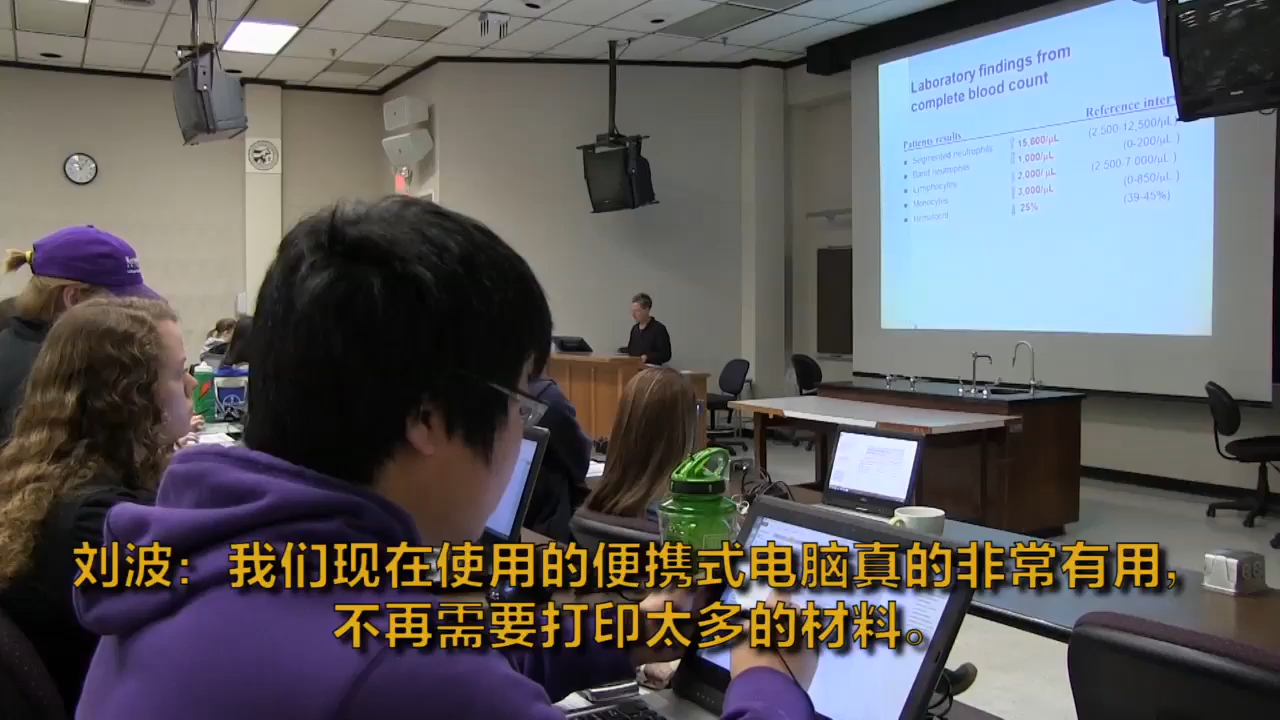 Laboratory findings from
complete blood count
Patients results
Reference inter
Segmented neutrophils 15,600/μL (2,500-12,500/μL)
Band neutrophils 1,000/μL (0-200/μL)
Lymphocytes 2,000/μL (2,500-7,000/μL)
Monocytes 3,000/μL (0-850/μL)
Hematocrit 25% (39-45%)
刘波：我们现在使用的便携式电脑真的非常有用，
不再需要打印太多的材料。